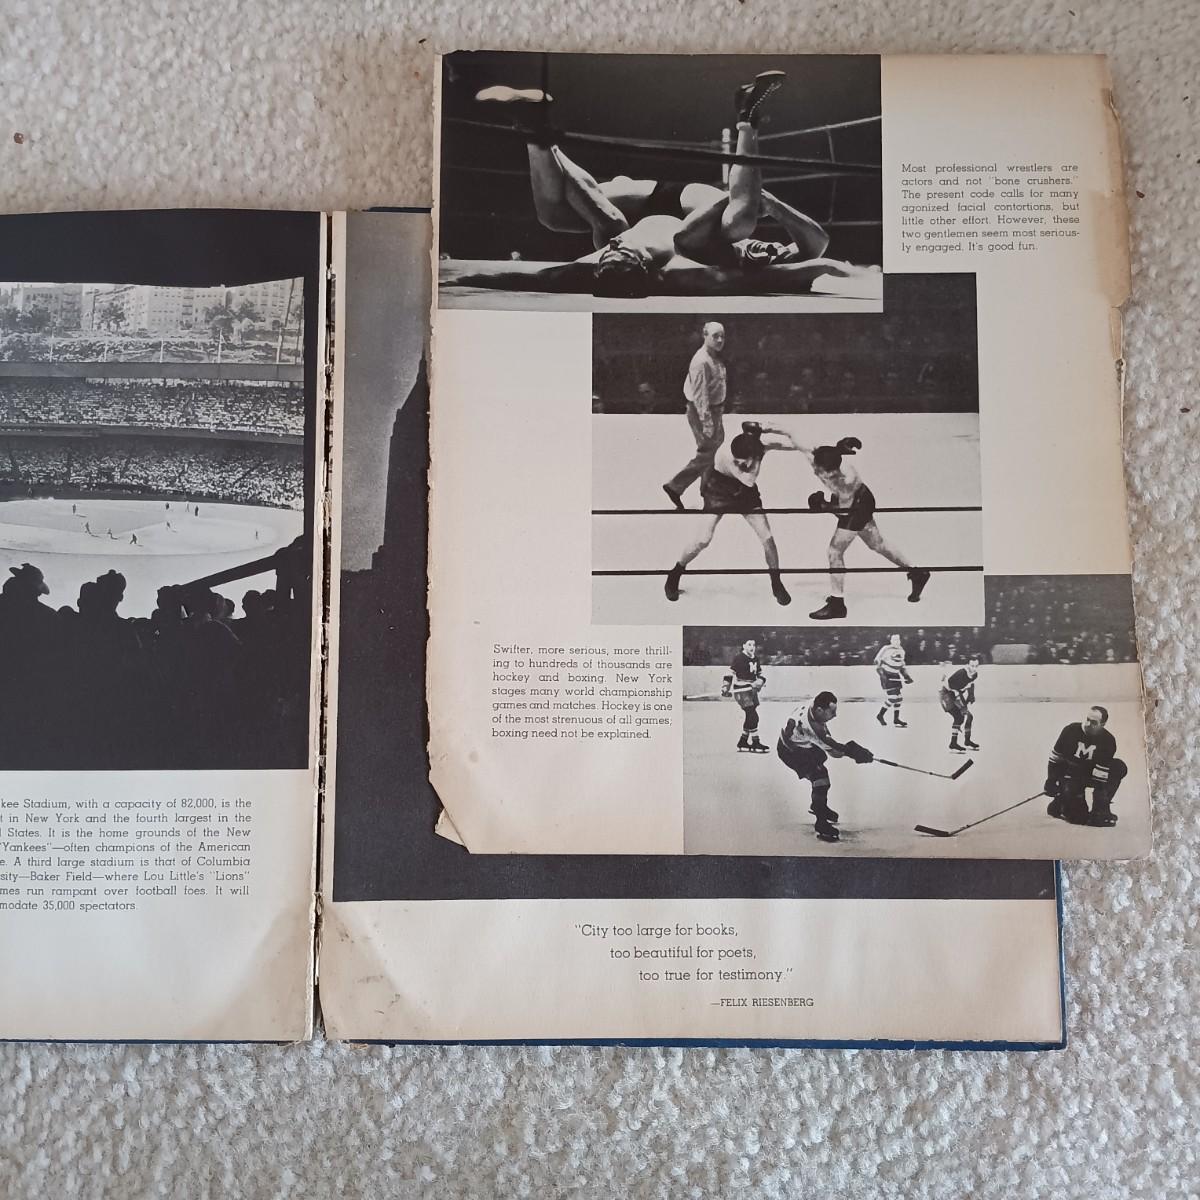 Most professional wrestlers are
actors and not "bone crushers."
The present code calls for many
agonized facial contortions, but
little other effort. However, these
two gentlemen seem most serious-
ly engaged. It's good fun.
Swifter, more serious, more thrill-
ing to hundreds of thousands are
hockey and boxing. New York
stages many world championship
games and matches. Hockey is one
of the most strenuous of all games;
boxing need not be explained.
M
M
kee Stadium, with a capacity of 82,000, is the
t in New York and the fourth largest in the
States. It is the home grounds of the New
"Yankees"—often champions of the American
e. A third large stadium is that of Columbia
sity—Baker Field—where Lou Little's "Lions"
mes run rampant over football foes. It will
modate 35,000 spectators.
"City too large for books,
too beautiful for poets,
too true for testimony."
—FELIX RIESENBERG